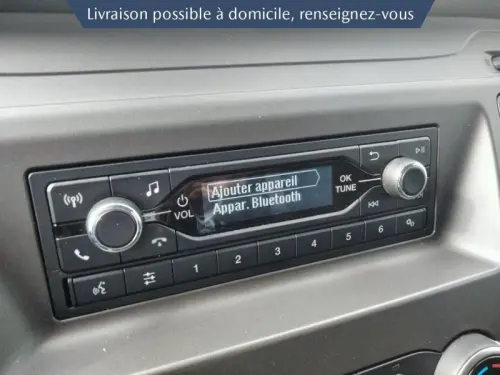 Livraison possible à domicile, renseignez-vous
Ajouter appareil
Appar. Bluetooth
VOL
OK
TUNE
1 2 3 4 5 6